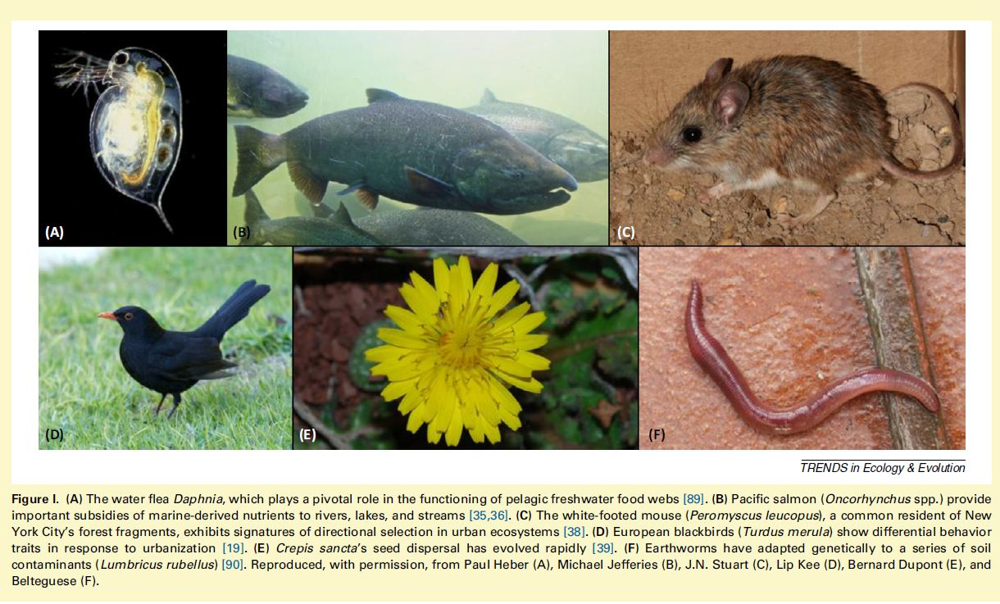 (A)
(B)
(C)
(D)
(E)
(F)
TRENDS in Ecology & Evolution
Figure I. (A) The water flea Daphnia, which plays a pivotal role in the functioning of pelagic freshwater food webs [89]. (B) Pacific salmon (Oncorhynchus spp.) provide
important subsidies of marine-derived nutrients to rivers, lakes, and streams [35,36]. (C) The white-footed mouse (Peromyscus leucopus), a common resident of New
York City's forest fragments, exhibits signatures of directional selection in urban ecosystems [38]. (D) European blackbirds (Turdus merula) show differential behavior
traits in response to urbanization [19]. (E) Crepis sancta's seed dispersal has evolved rapidly [39]. (F) Earthworms have adapted genetically to a series of soil
contaminants (Lumbricus rubellus) [90]. Reproduced, with permission, from Paul Heber (A), Michael Jefferies (B), J.N. Stuart (C), Lip Kee (D), Bernard Dupont (E), and
Belteguese (F).